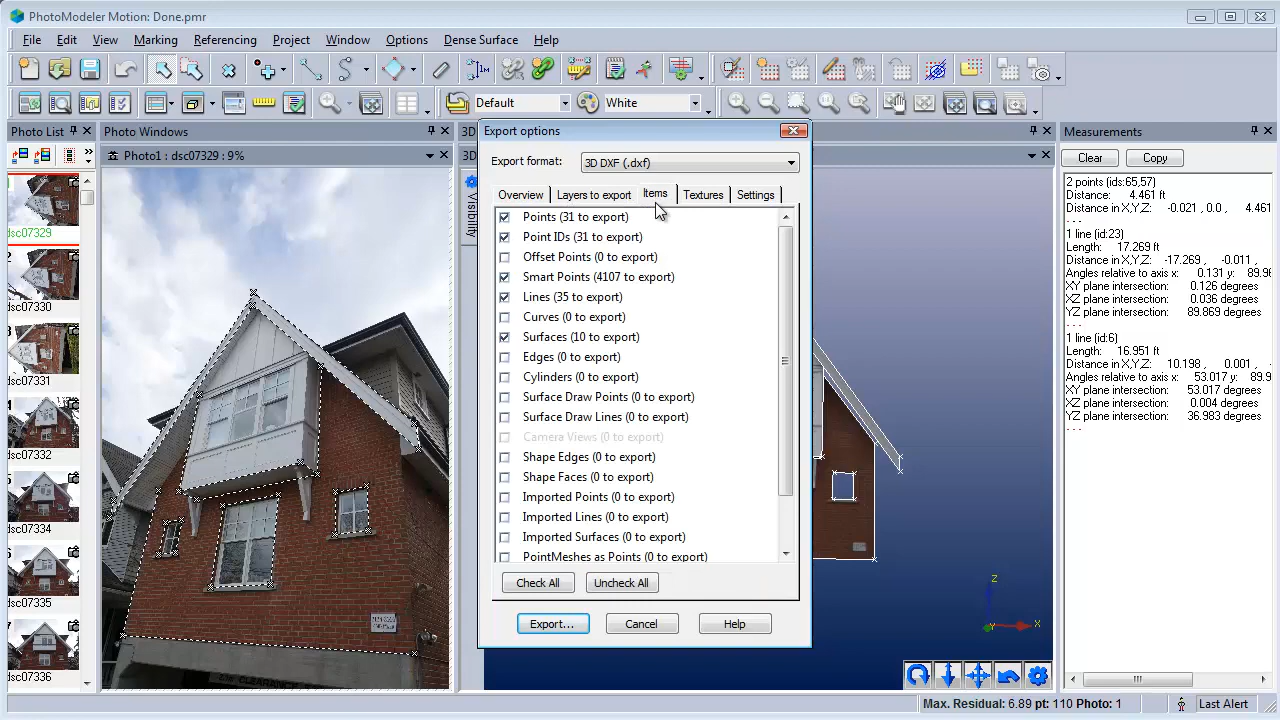 PhotoModeler Motion: Done.pmr
File Edit View Marking Referencing Project Window Options Dense Surface Help
Default White
Photo List
Photo Windows
3D
Measurements
Photo1 : dsc07329 : 9%
3D
Clear Copy
dsc07329
dsc07330
dsc07331
dsc07332
dsc07334
dsc07335
dsc07336
Visibility
Export options
Export format: 3D DXF (.dxf)
Overview Layers to export Items Textures Settings
Points (31 to export)
Point IDs (31 to export)
Offset Points (0 to export)
Smart Points (4107 to export)
Lines (35 to export)
Curves (0 to export)
Surfaces (10 to export)
Edges (0 to export)
Cylinders (0 to export)
Surface Draw Points (0 to export)
Surface Draw Lines (0 to export)
Camera Views (0 to export)
Shape Edges (0 to export)
Shape Faces (0 to export)
Imported Points (0 to export)
Imported Lines (0 to export)
Imported Surfaces (0 to export)
PointMeshes as Points (0 to export)
Check All Uncheck All
Export... Cancel Help
2 points (ids:65,57)
Distance: 4.461 ft
Distance in X,Y,Z: -0.021, 0.0 , 4.461
. . .
1 line (id:23)
Length: 17.269 ft
Distance in X,Y,Z: -17.269, -0.011,
Angles relative to axis x: 0.131 y: 89.96
XY plane intersection: 0.126 degrees
XZ plane intersection: 0.036 degrees
YZ plane intersection: 89.869 degrees
. . .
1 line (id:6)
Length: 16.951 ft
Distance in X,Y,Z: 10.198 , 0.001 ,
Angles relative to axis x: 53.017 y: 89.9
XY plane intersection: 53.017 degrees
XZ plane intersection: 0.004 degrees
YZ plane intersection: 36.983 degrees
. . .
z
x
Max. Residual: 6.89 pt: 110 Photo: 1
Last Alert